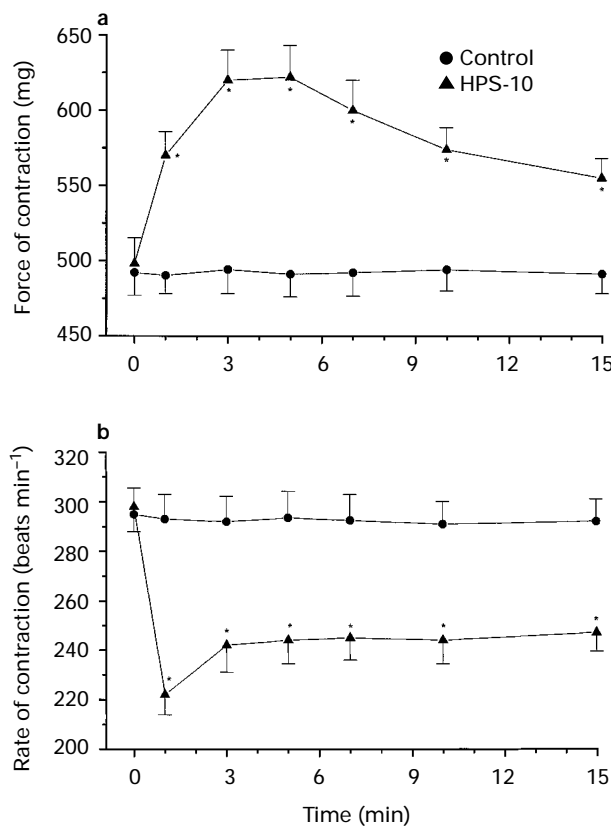 a
650
600
550
500
450
Force of contraction (mg)
Control
HPS-10
*
*
*
*
*
*
0 3 6 9 12 15
b
320
300
280
260
240
220
200
Rate of contraction (beats min⁻¹)
*
*
*
*
*
*
0 3 6 9 12 15
Time (min)